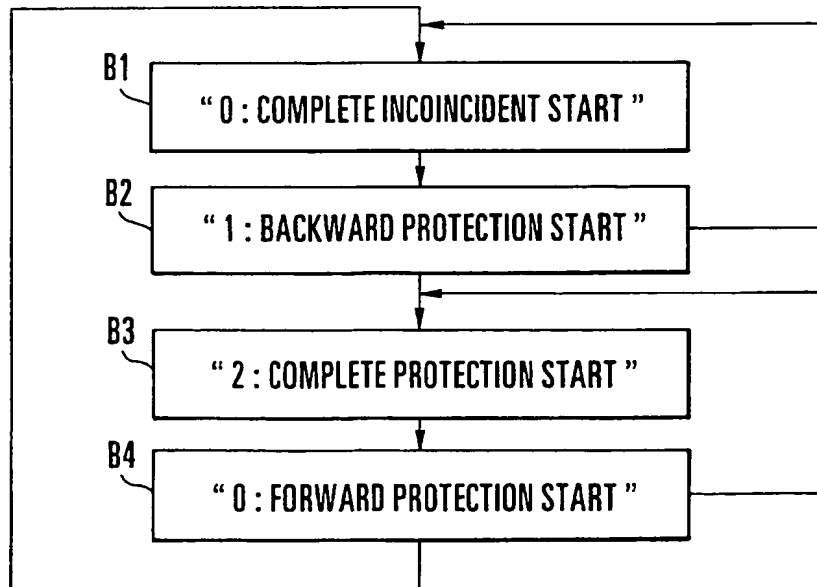 B1
“ 0 : COMPLETE INCOINCIDENT START ”
B2
“ 1 : BACKWARD PROTECTION START ”
B3
“ 2 : COMPLETE PROTECTION START ”
B4
“ 0 : FORWARD PROTECTION START ”